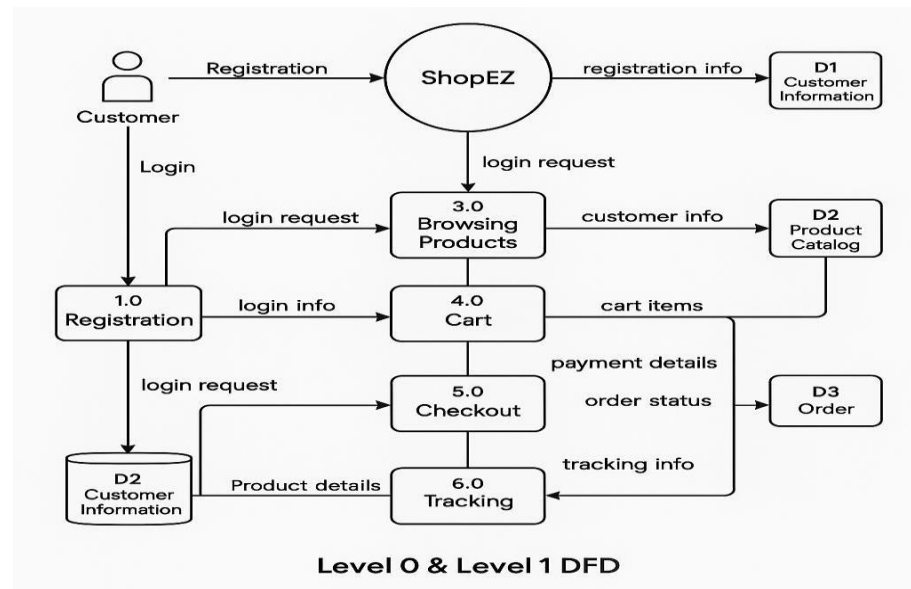 Customer
Registration
ShopEZ
registration info
D1
Customer
Information
Login
login request
login request
3.0
Browsing
Products
customer info
D2
Product
Catalog
1.0
Registration
login info
4.0
Cart
cart items
payment details
login request
5.0
Checkout
order status
D3
Order
D2
Customer
Information
Product details
6.0
Tracking
tracking info
Level 0 & Level 1 DFD